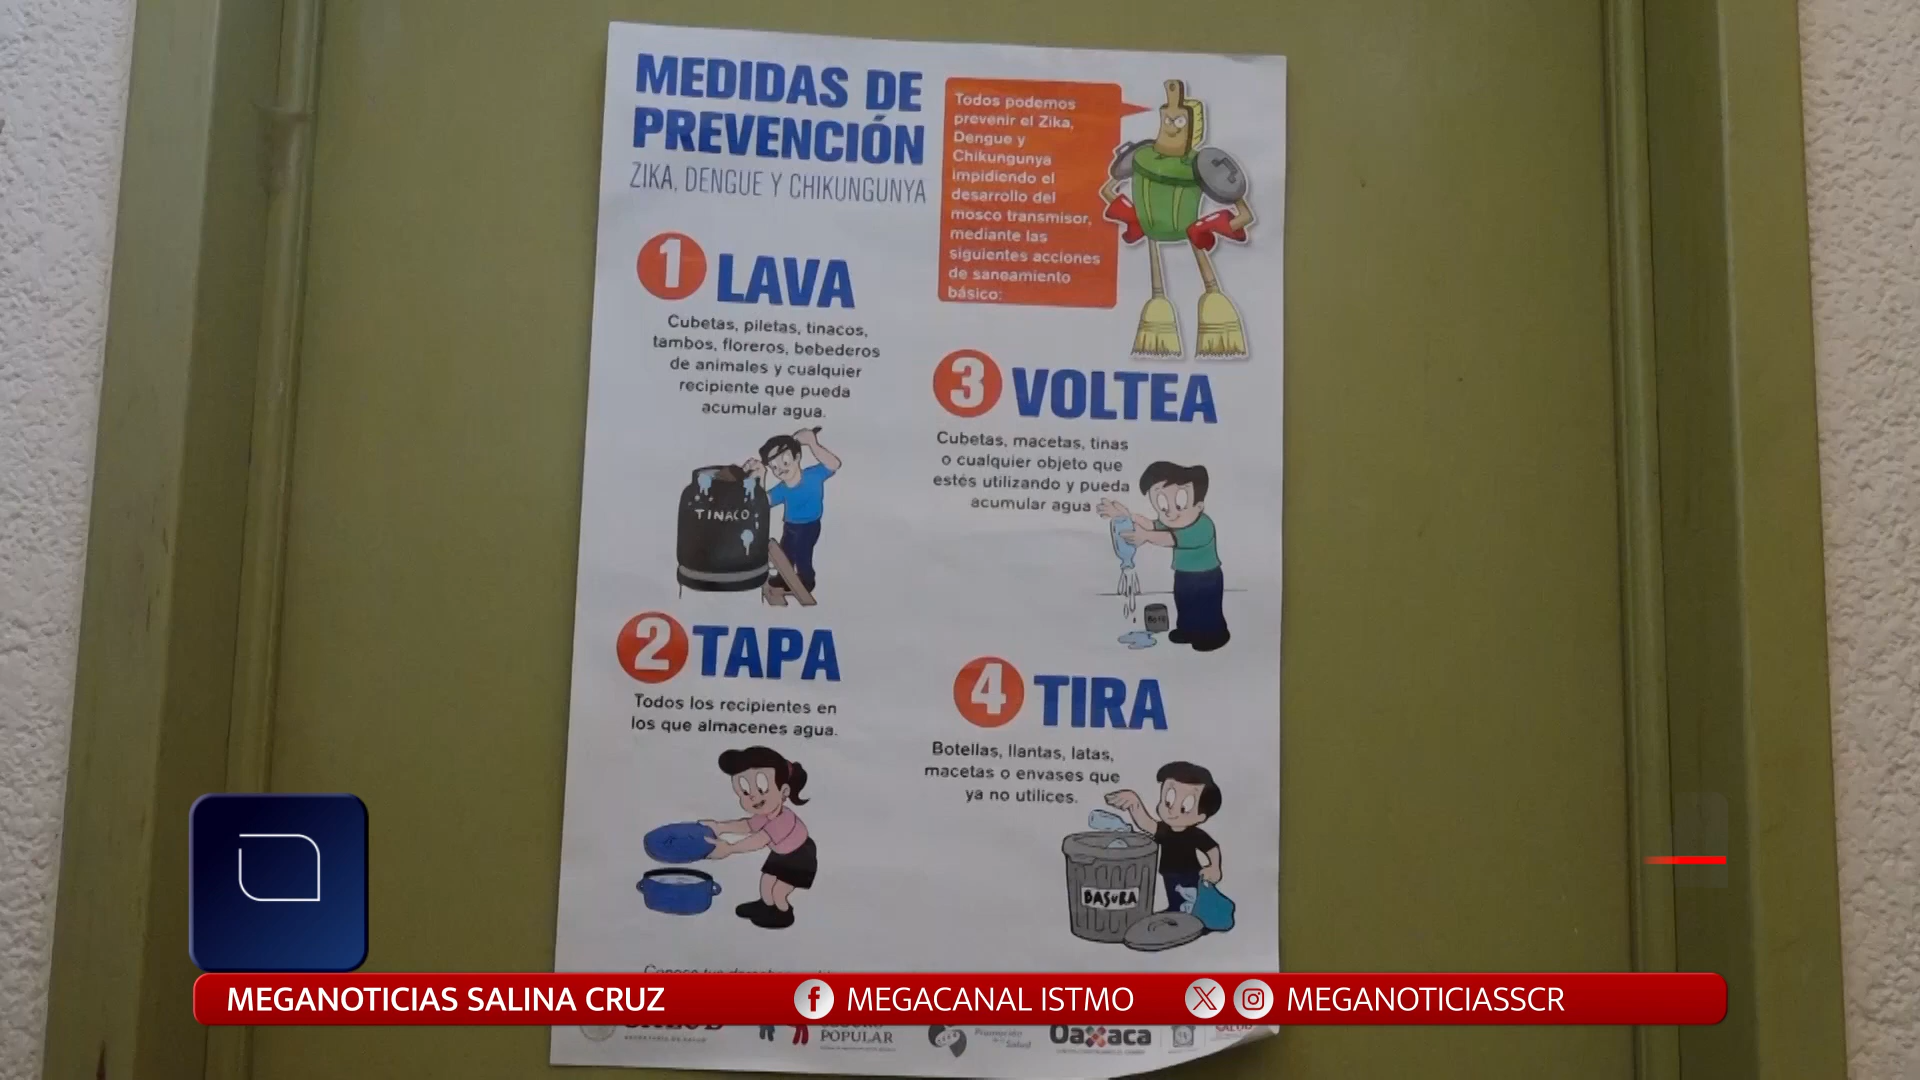 MEDIDAS DE
PREVENCIÓN
ZIKA, DENGUE Y CHIKUNGUNYA
Todos podemos
prevenir el Zika,
Dengue y
Chikungunya
impidiendo el
desarrollo del
mosco transmisor,
mediante las
siguientes acciones
de saneamiento
básico:
1 LAVA
Cubetas, piletas, tinacos,
tambos, floreros, bebederos
de animales y cualquier
recipiente que pueda
acumular agua.
TINACO
2 TAPA
Todos los recipientes en
los que almacenes agua.
3 VOLTEA
Cubetas, macetas, tinas
o cualquier objeto que
estés utilizando y pueda
acumular agua
4 TIRA
Botellas, llantas, latas,
macetas o envases que
ya no utilices.
BASURA
MEGANOTICIAS SALINA CRUZ
MEGACANAL ISTMO
MEGANOTICIASSCR
POPULAR
Oaxaca